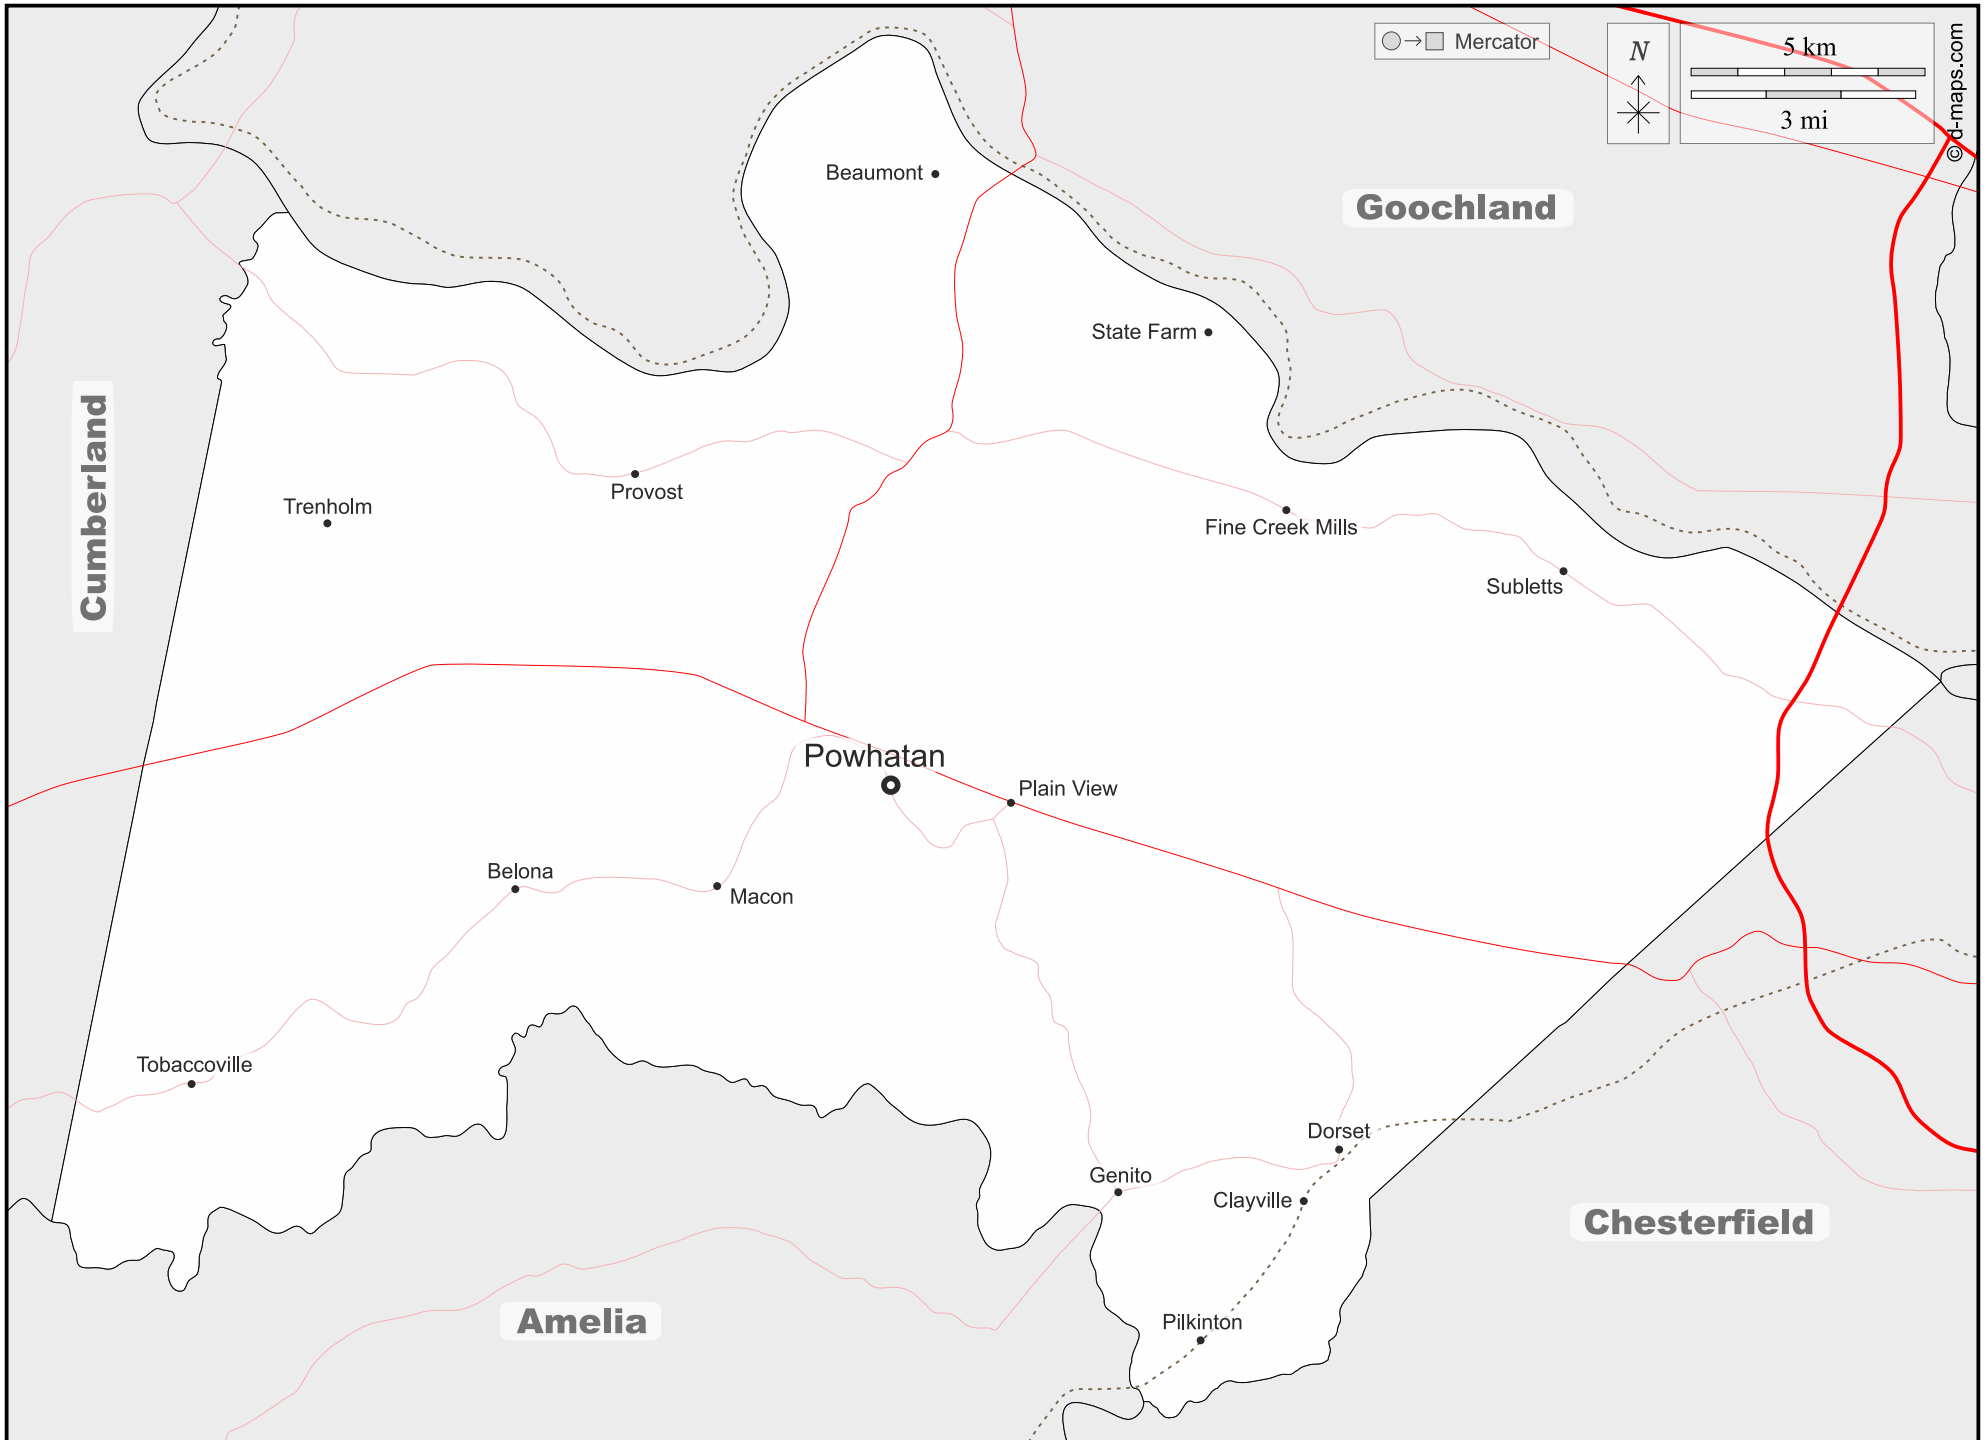 Mercator
N
5 km
3 mi
© d-maps.com
Beaumont
Goochland
State Farm
Cumberland
Provost
Trenholm
Fine Creek Mills
Subletts
Powhatan
Plain View
Belona
Macon
Tobaccoville
Dorset
Genito
Clayville
Chesterfield
Amelia
Pilkinton